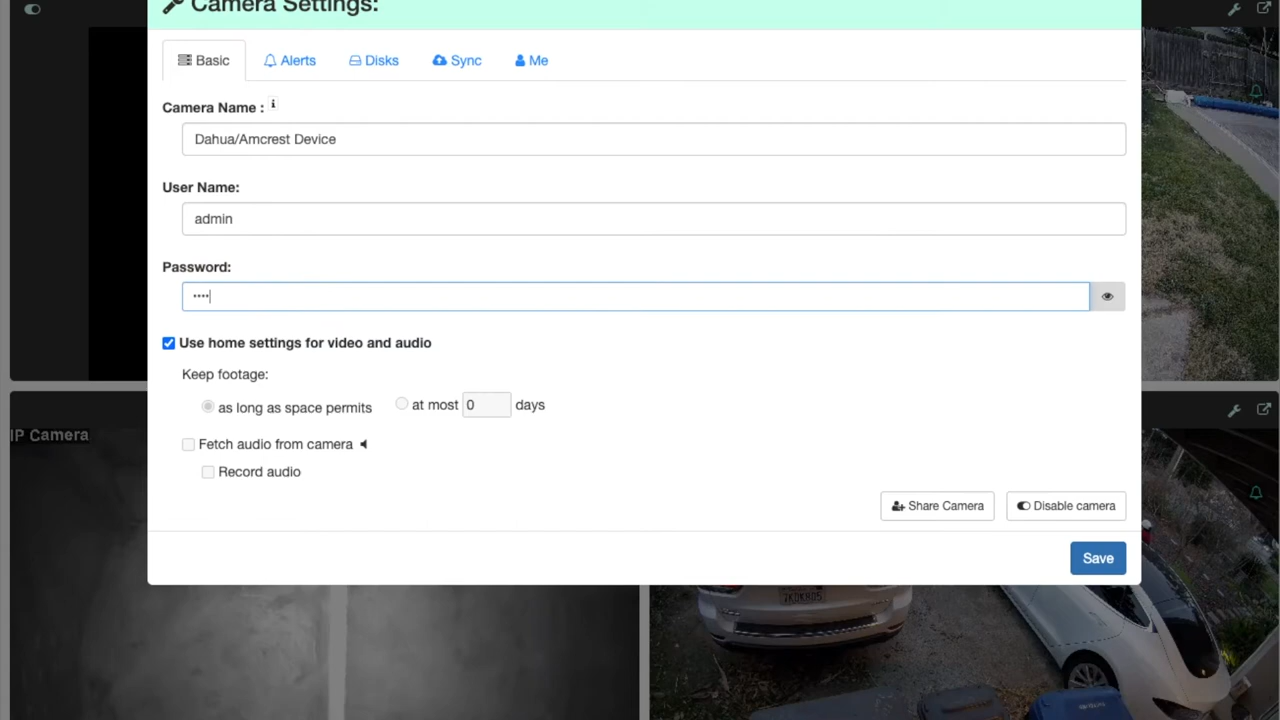 Camera Settings:
Basic
Alerts
Disks
Sync
Me
Camera Name : i
Dahua/Amcrest Device
User Name:
admin
Password:
••••
Use home settings for video and audio
Keep footage:
as long as space permits
at most 0 days
Fetch audio from camera
Record audio
Share Camera
Disable camera
Save
IP Camera